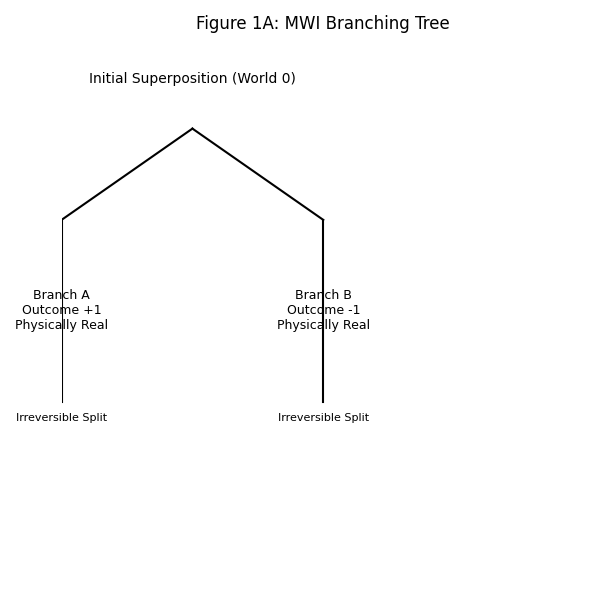 Figure 1A: MWI Branching Tree
Initial Superposition (World 0)
Branch A
Outcome +1
Physically Real
Branch B
Outcome -1
Physically Real
Irreversible Split
Irreversible Split